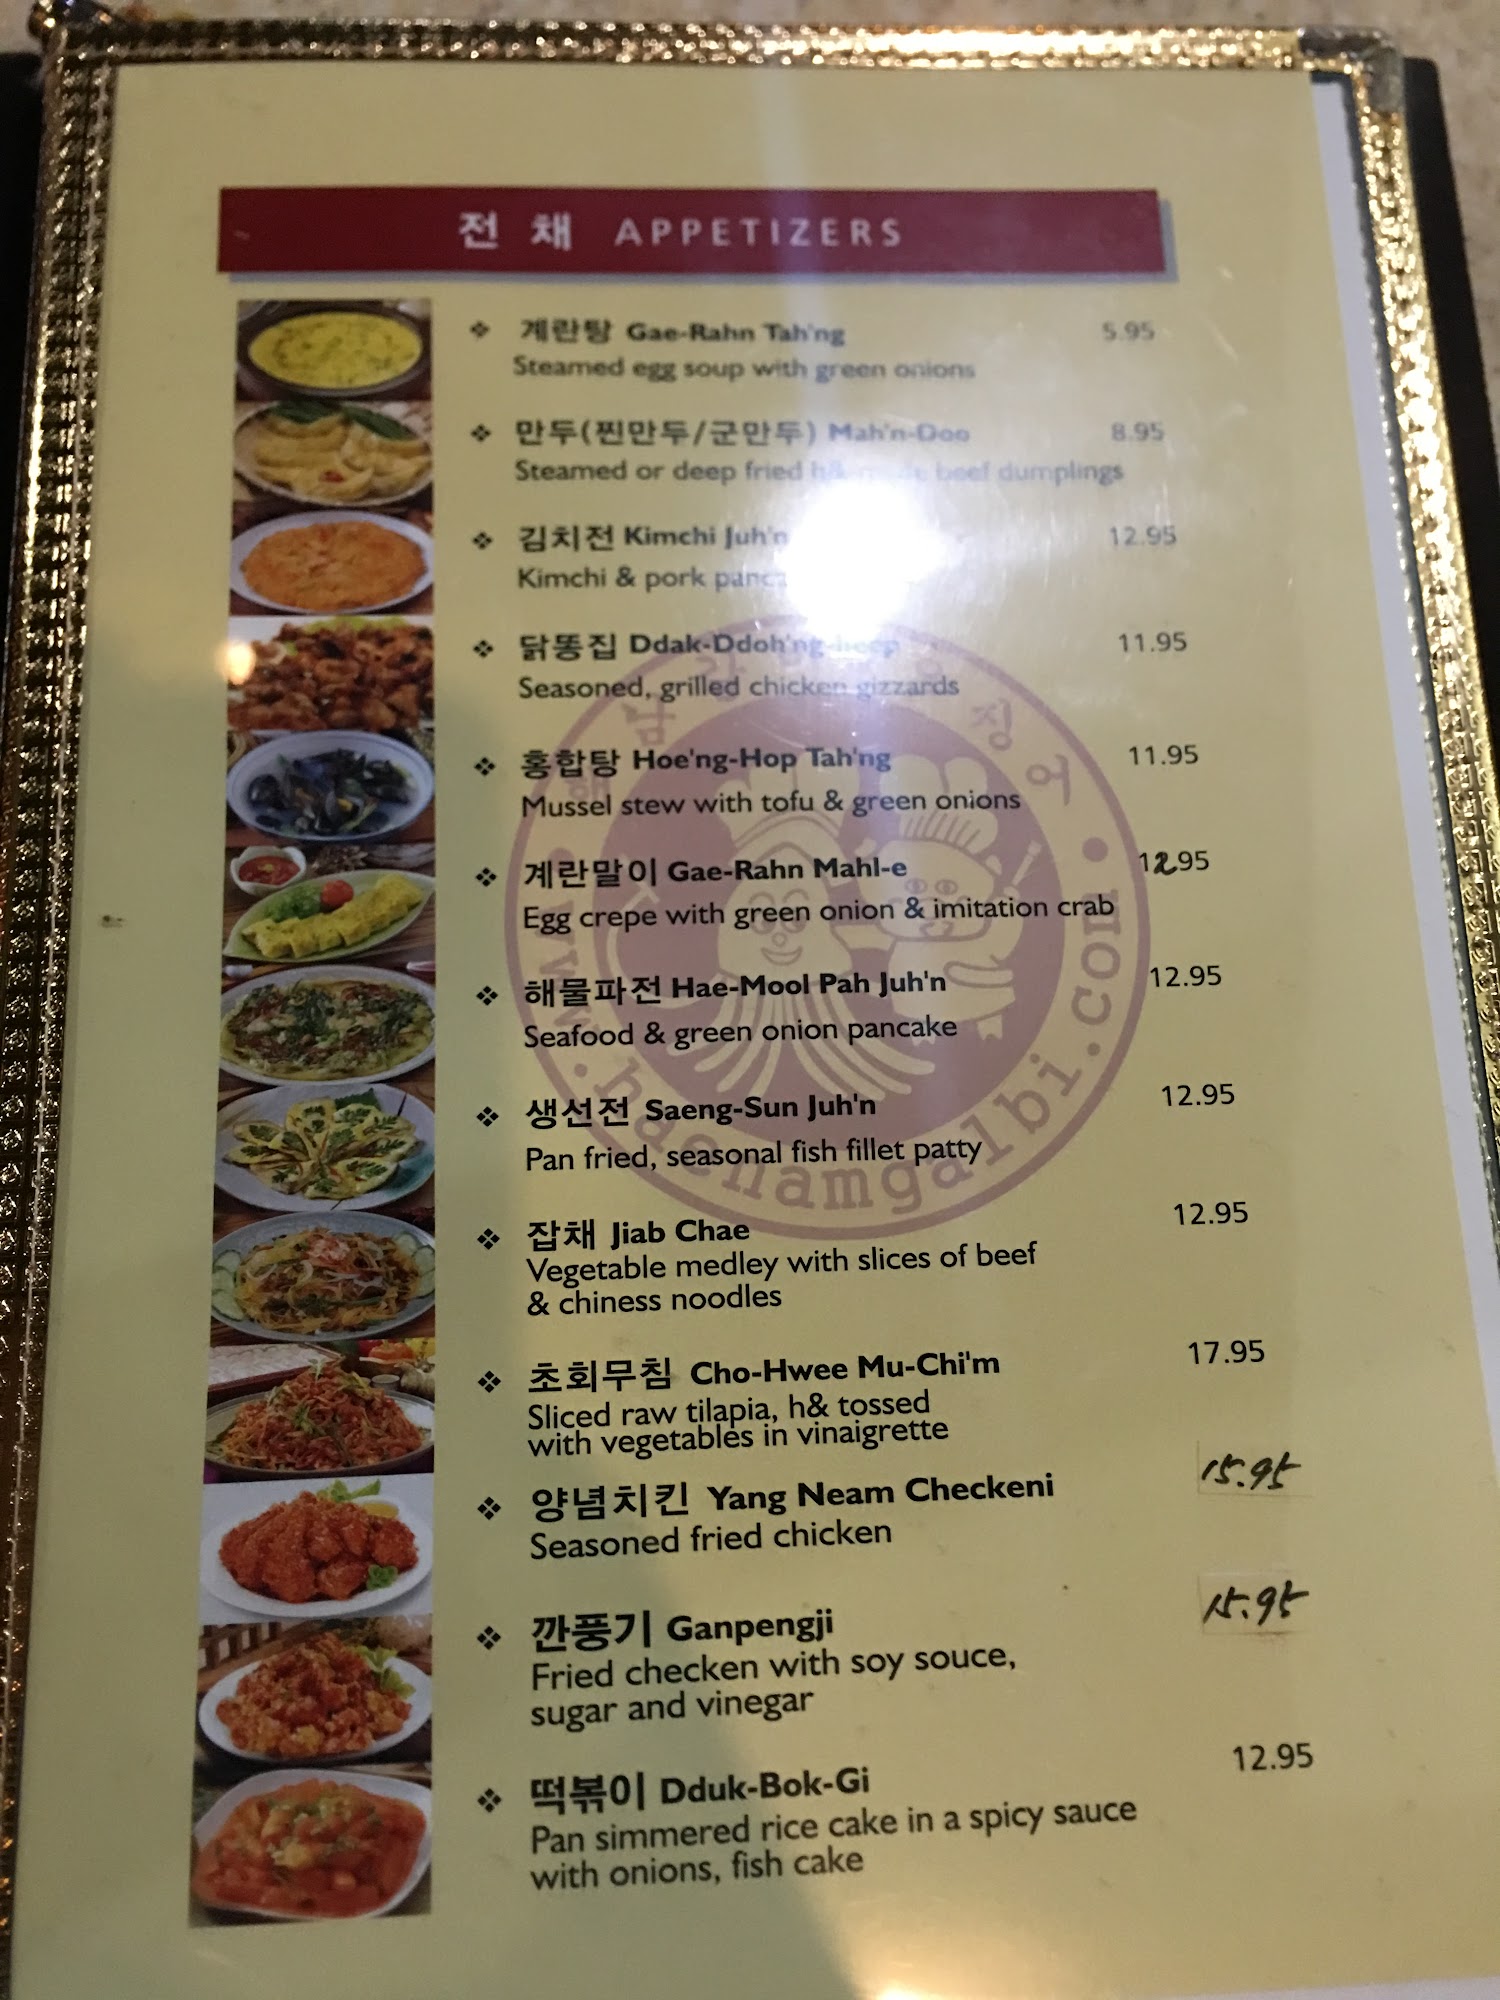 전 채 APPETIZERS
❖ 계란탕 Gae-Rahn Tah'ng 5.95
Steamed egg soup with green onions
❖ 만두(찐만두/군만두) Mah'n-Doo 8.95
Steamed or deep fried beef dumplings
❖ 김치전 Kimchi Juh'n 12.95
Kimchi & pork
❖ 닭똥집 Ddak-Ddoh'ng- 11.95
Seasoned, grilled chicken gizzards
❖ 홍합탕 Hoe'ng-Hop Tah'ng 11.95
Mussel stew with tofu & green onions
❖ 계란말이 Gae-Rahn Mahl-e 12.95
Egg crepe with green onion & imitation crab
❖ 해물파전 Hae-Mool Pah Juh'n 12.95
Seafood & green onion pancake
❖ 생선전 Saeng-Sun Juh'n 12.95
Pan fried, seasonal fish fillet patty
❖ 잡채 Jiab Chae 12.95
Vegetable medley with slices of beef
& chiness noodles
❖ 초회무침 Cho-Hwee Mu-Chi'm 17.95
Sliced raw tilapia, h& tossed
with vegetables in vinaigrette
❖ 양념치킨 Yang Neam Checkeni 15.95
Seasoned fried chicken
❖ 깐풍기 Ganpengji 15.95
Fried checken with soy souce,
sugar and vinegar
❖ 떡볶이 Dduk-Bok-Gi 12.95
Pan simmered rice cake in a spicy sauce
with onions, fish cake
www.haenamgalbi.com